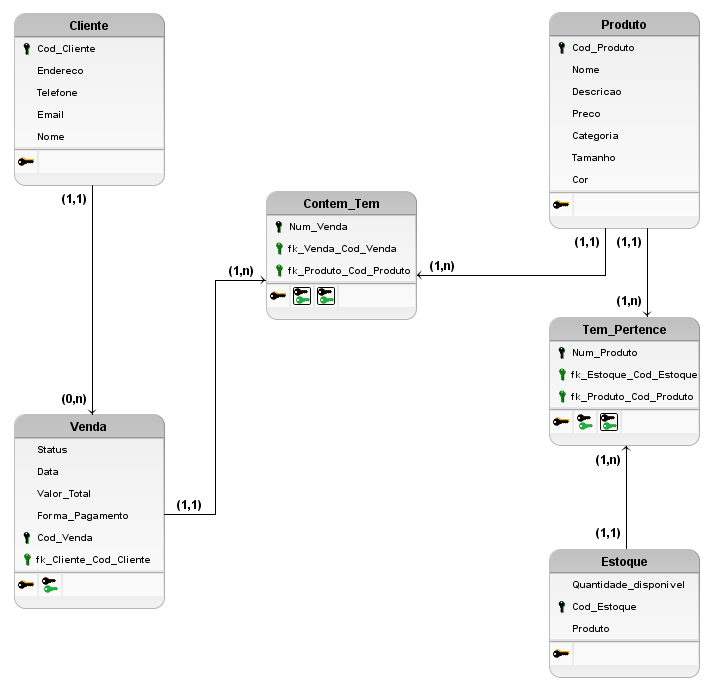 Cliente
Cod_Cliente
Endereco
Telefone
Email
Nome
(1,1)
(0,n)
Produto
Cod_Produto
Nome
Descricao
Preco
Categoria
Tamanho
Cor
(1,1)
(1,1)
(1,n)
(1,n)
Contem_Tem
Num_Venda
fk_Venda_Cod_Venda
fk_Produto_Cod_Produto
(1,n)
(1,1)
Tem_Pertence
Num_Produto
fk_Estoque_Cod_Estoque
fk_Produto_Cod_Produto
(1,n)
(1,1)
Venda
Status
Data
Valor_Total
Forma_Pagamento
Cod_Venda
fk_Cliente_Cod_Cliente
Estoque
Quantidade_disponivel
Cod_Estoque
Produto